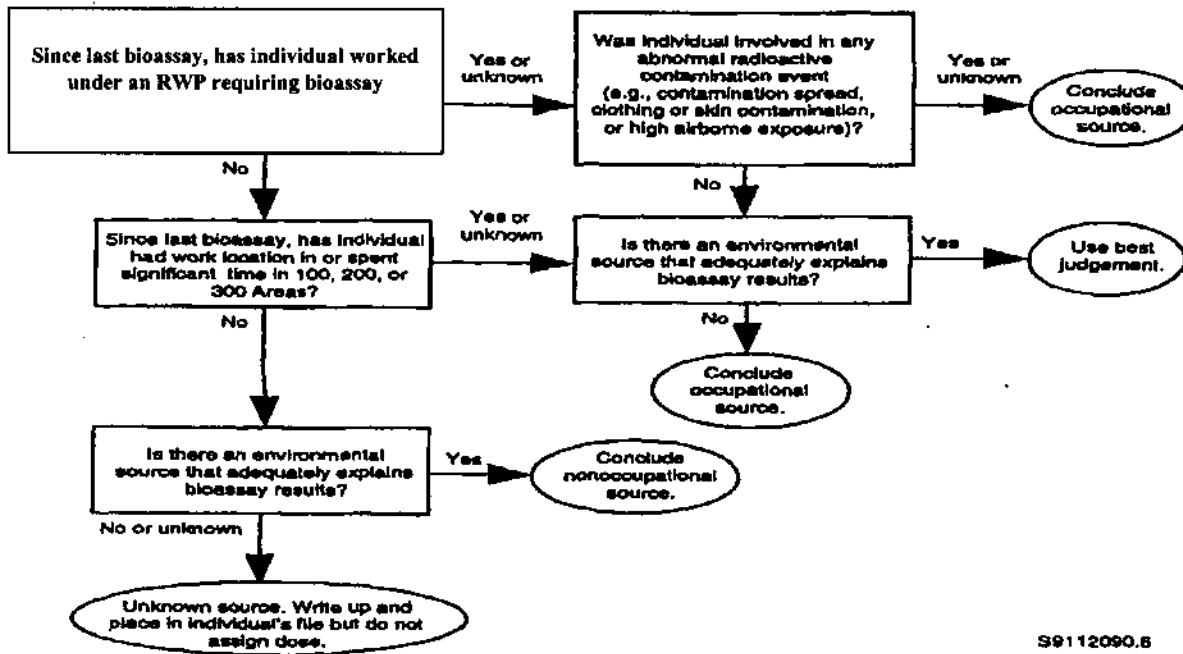 Since last bioassay, has individual worked
under an RWP requiring bioassay
Yes or
unknown
Was individual involved in any
abnormal radioactive
contamination event
(e.g., contamination spread,
clothing or skin contamination,
or high airborne exposure)?
Yes or
unknown
Conclude
occupational
source.
No
No
Since last bioassay, has individual
had work location in or spent
significant time in 100, 200, or
300 Areas?
Yes or
unknown
Is there an environmental
source that adequately explains
bioassay results?
Yes
Use best
judgement.
No
No
Conclude
occupational
source.
Is there an environmental
source that adequately explains
bioassay results?
Yes
Conclude
nonoccupational
source.
No or unknown
Unknown source. Write up and
place in individual's file but do not
assign dose.
S9112090.6